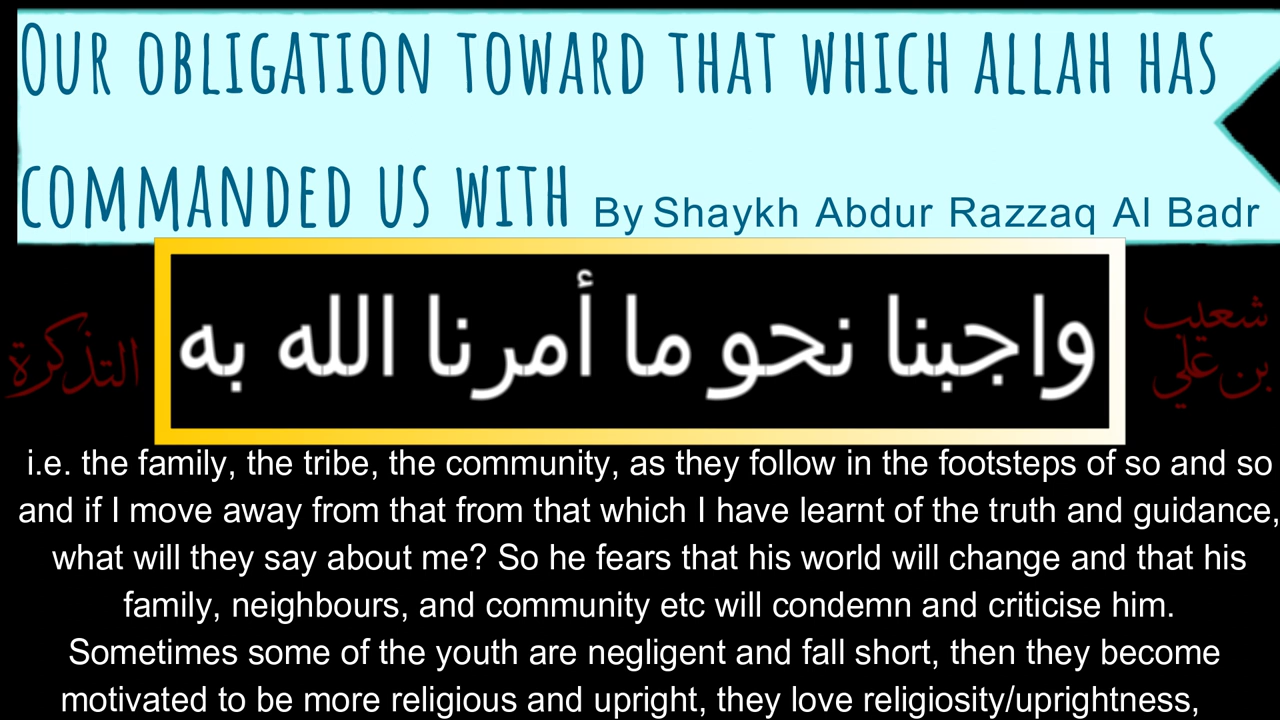 OUR OBLIGATION TOWARD THAT WHICH ALLAH HAS
COMMANDED US WITH By Shaykh Abdur Razzaq Al Badr
واجبنا نحو ما أمرنا الله به
شعيب
بن علي
التذكرة
i.e. the family, the tribe, the community, as they follow in the footsteps of so and so
and if I move away from that from that which I have learnt of the truth and guidance,
what will they say about me? So he fears that his world will change and that his
family, neighbours, and community etc will condemn and criticise him.
Sometimes some of the youth are negligent and fall short, then they become
motivated to be more religious and upright, they love religiosity/uprightness,